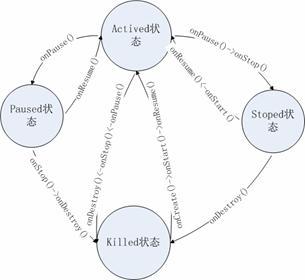 Actived状态
onPause()
onResume()
onPause()->onStop()
onResume()<-onStart()
Paused状态
Stoped状态
onStop()->onDestroy()
onDestroy()<-onStop()<-onPause()
onCreate()->onStart()->onResume()
onDestroy()
Killed状态